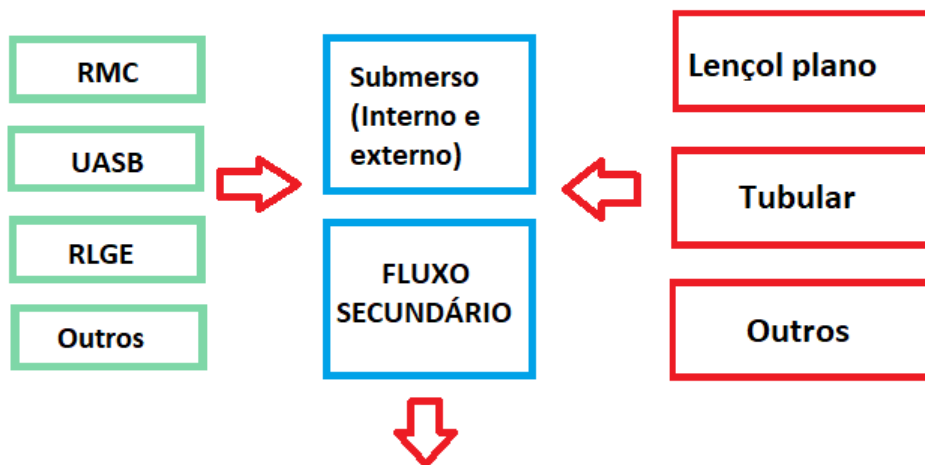 RMC
UASB
RLGE
Outros
Submerso
(Interno e
externo)
FLUXO
SECUNDÁRIO
Lençol plano
Tubular
Outros